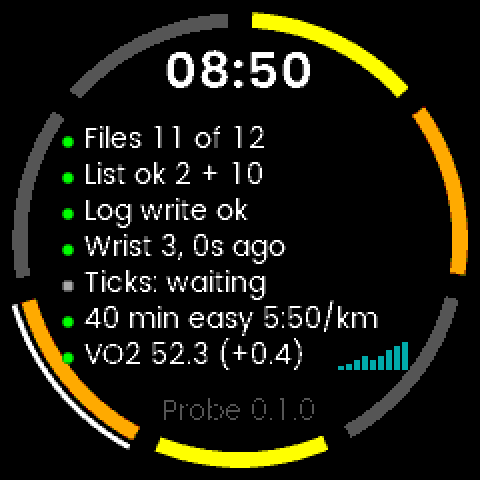 08:50
Files 11 of 12
List ok 2 + 10
Log write ok
Wrist 3, 0s ago
Ticks: waiting
40 min easy 5:50/km
VO2 52.3 (+0.4)
Probe 0.1.0